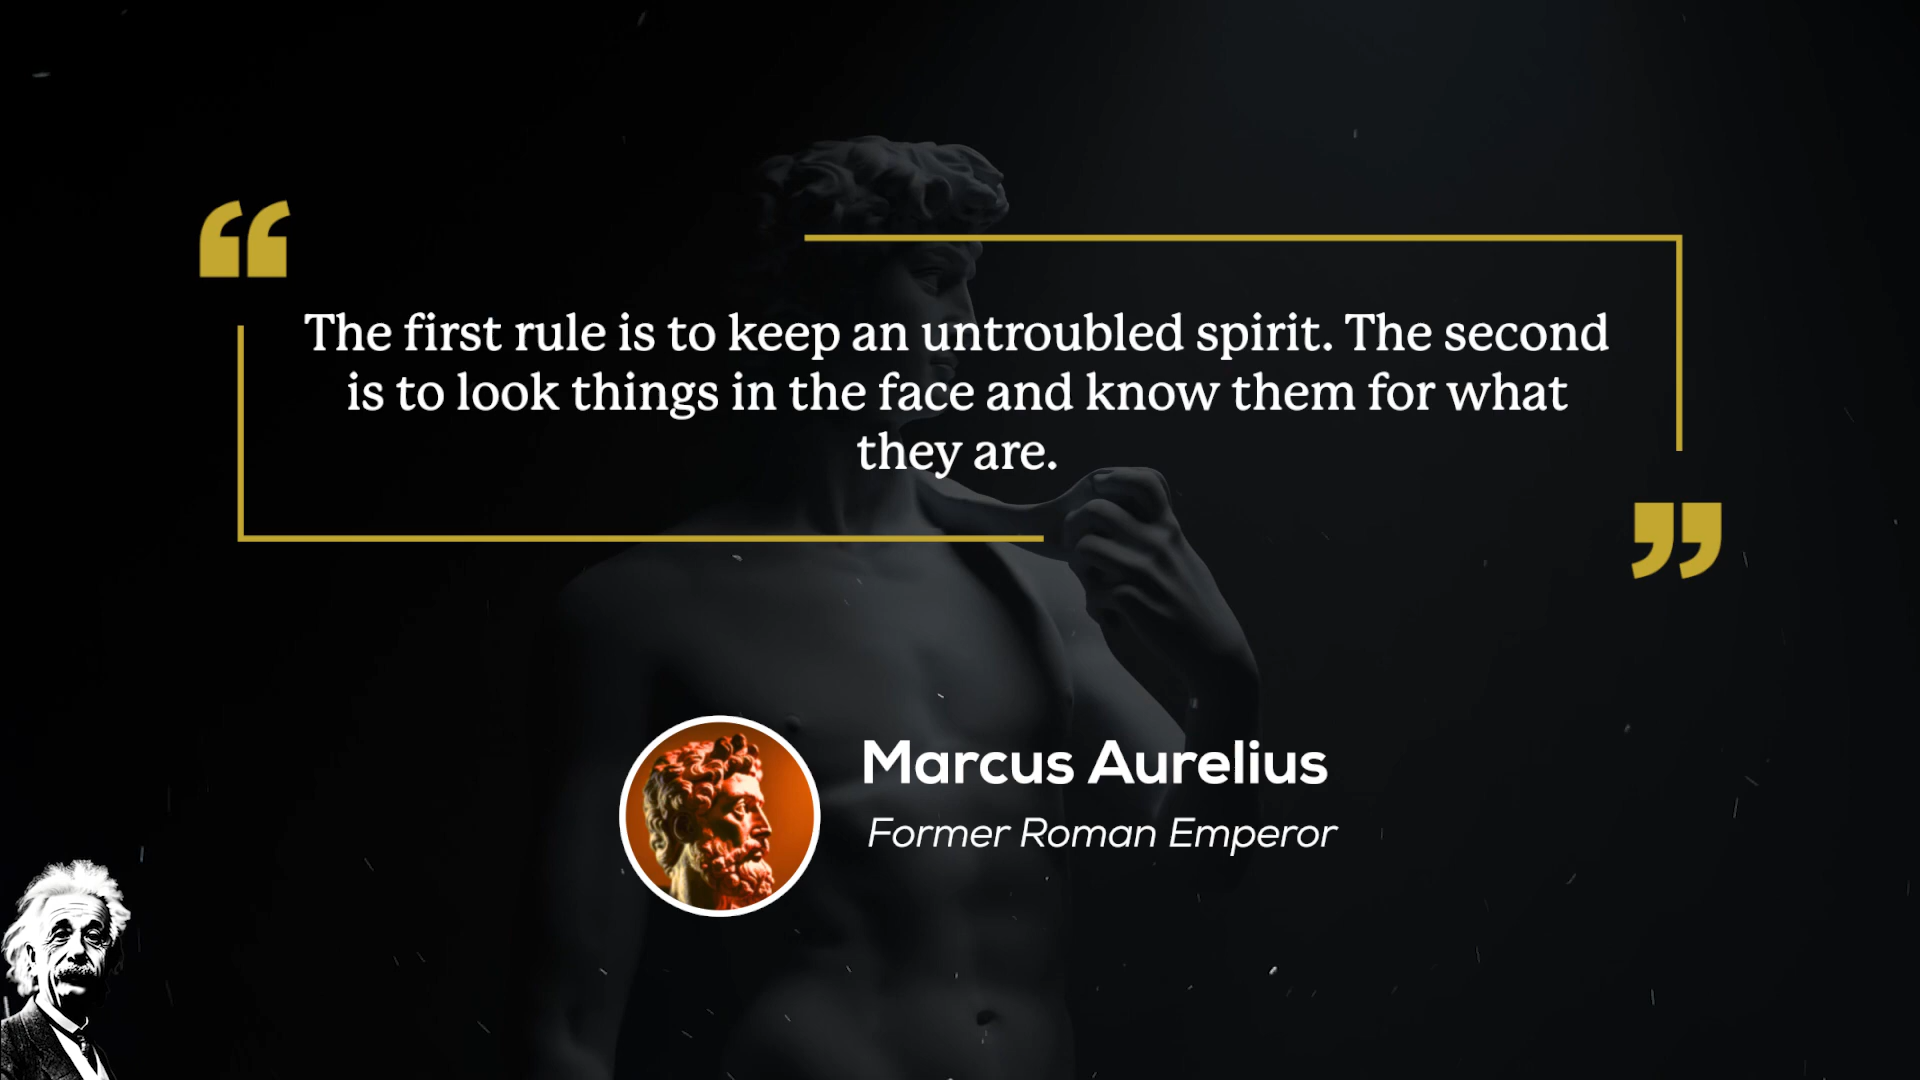 “
The first rule is to keep an untroubled spirit. The second
is to look things in the face and know them for what
they are.
”
Marcus Aurelius
Former Roman Emperor